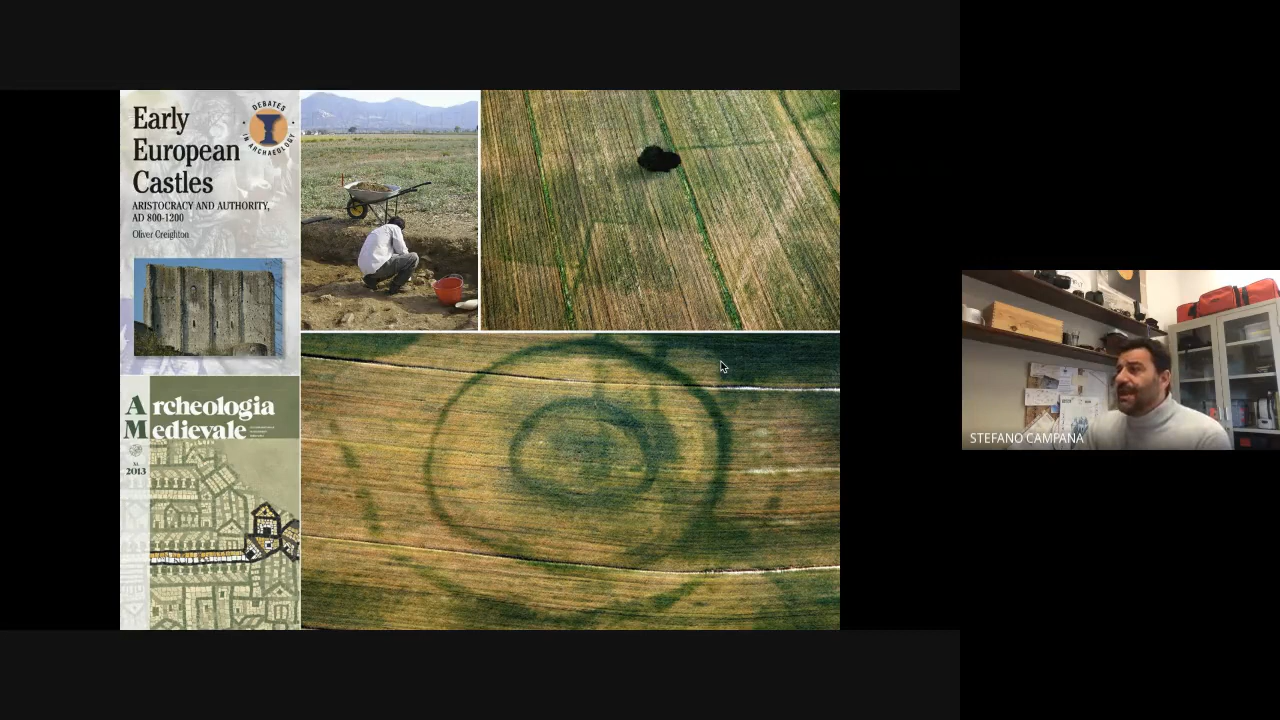 Early
European
Castles
DEBATES
IN ARCHAEOLOGY
ARISTOCRACY AND AUTHORITY,
AD 800-1200
Oliver Creighton
Archeologia
Medievale
XL
2013
STEFANO CAMPANA